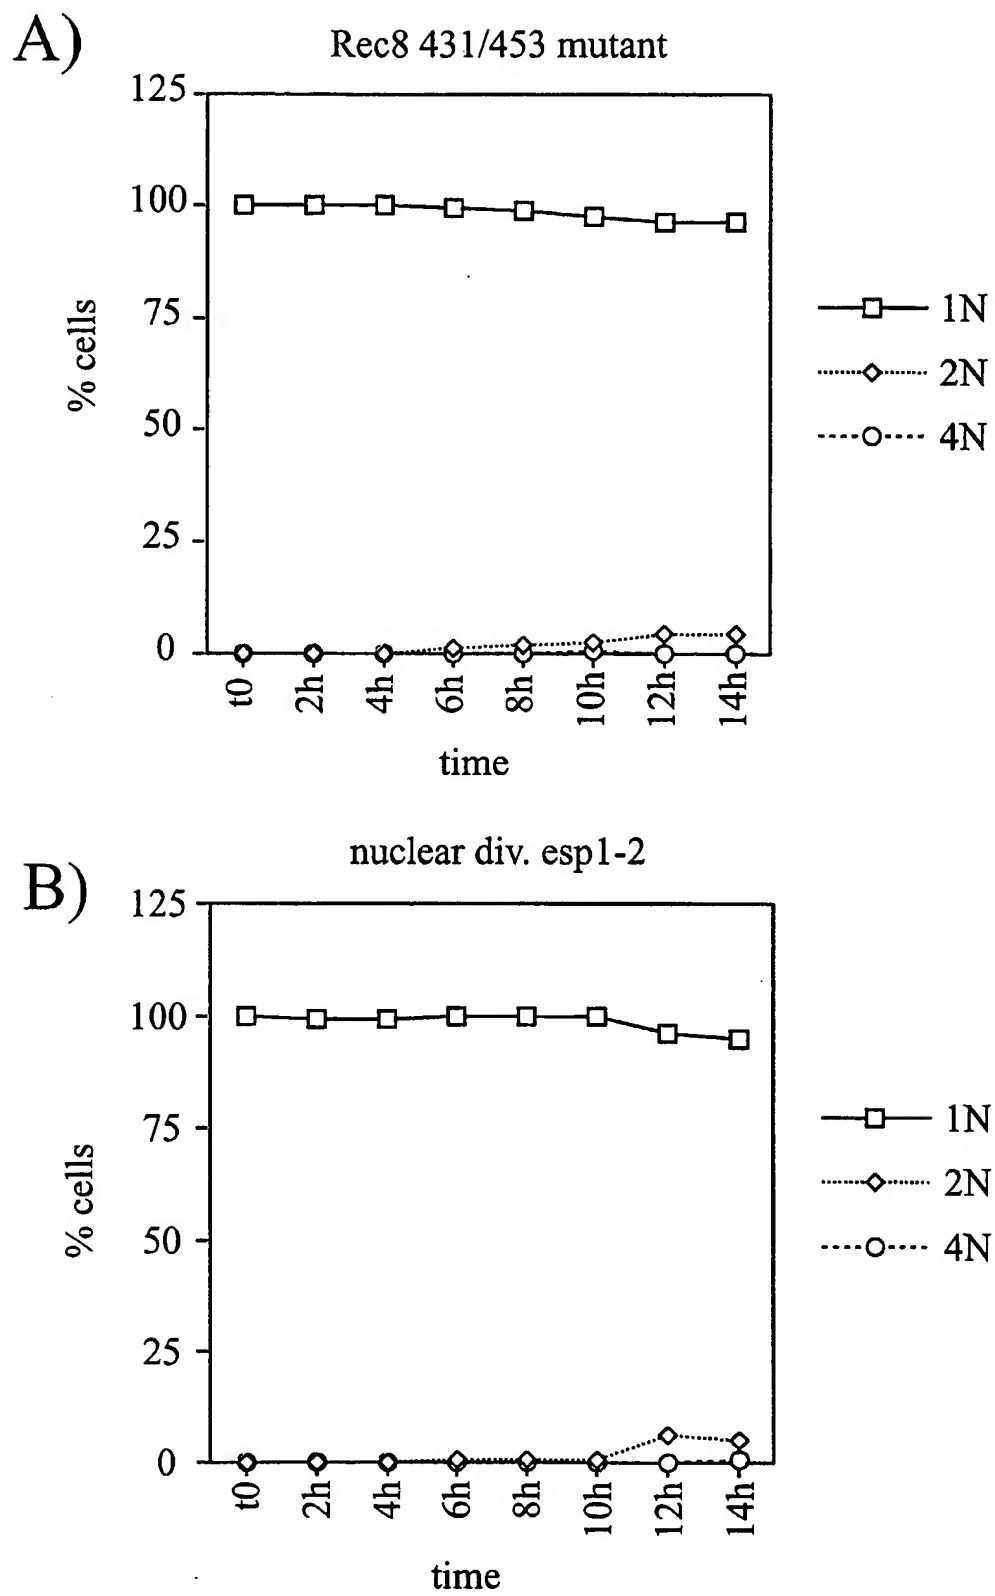 A)
Rec8 431/453 mutant
125
100
75
50
25
0
% cells
t0 2h 4h 6h 8h 10h 12h 14h
time
1N
2N
4N
B)
nuclear div. esp1-2
125
100
75
50
25
0
% cells
t0 2h 4h 6h 8h 10h 12h 14h
time
1N
2N
4N